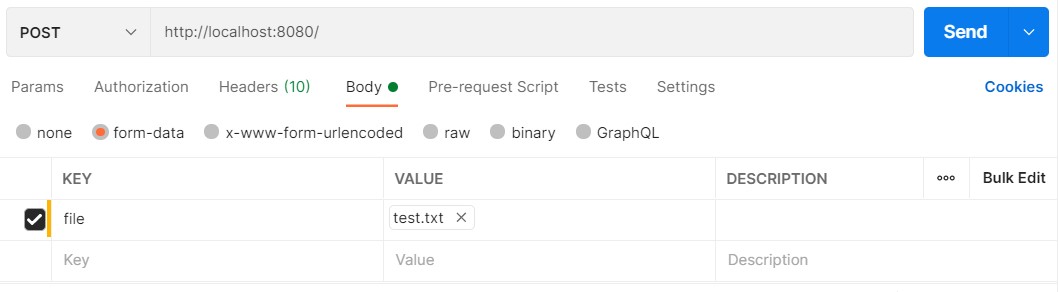 POST http://localhost:8080/ Send
Params Authorization Headers (10) Body Pre-request Script Tests Settings Cookies
none form-data x-www-form-urlencoded raw binary GraphQL
KEY VALUE DESCRIPTION ooo Bulk Edit
file test.txt
Key Value Description